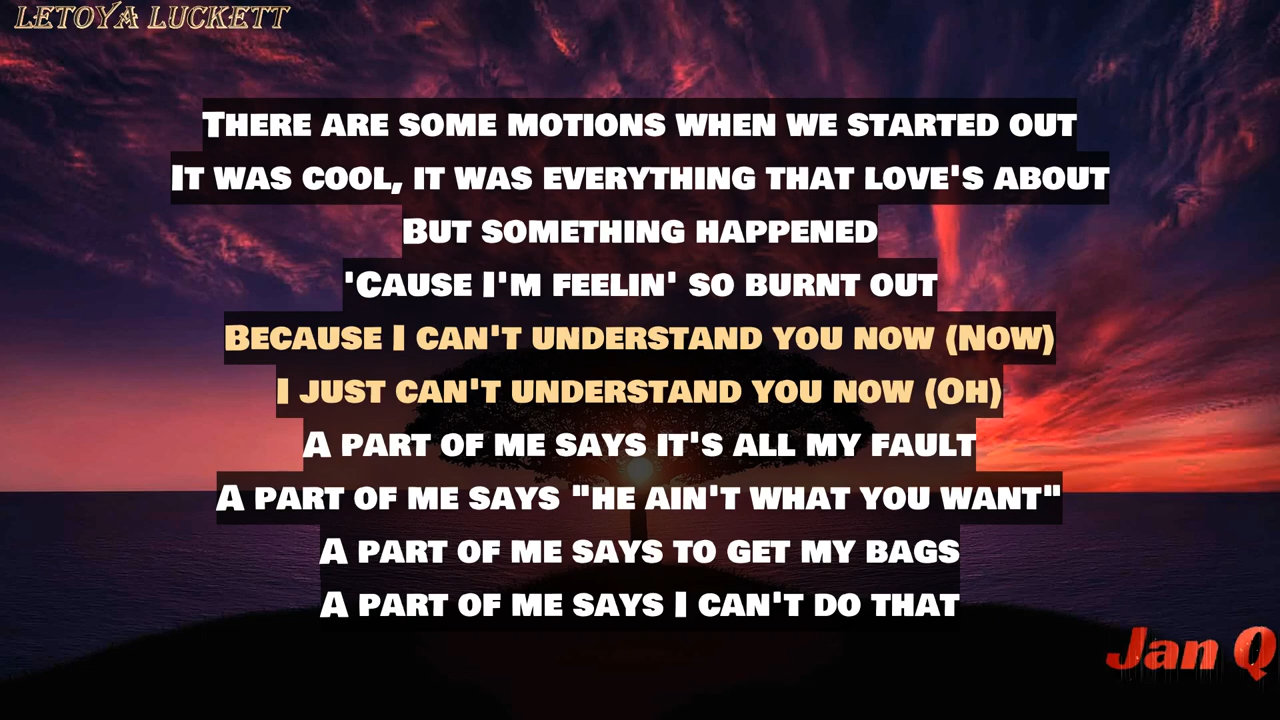 LETOYA LUCKETT
There are some motions when we started out
It was cool, it was everything that love's about
But something happened
'Cause I'm feelin' so burnt out
Because I can't understand you now (Now)
I just can't understand you now (Oh)
A part of me says it's all my fault
A part of me says "he ain't what you want"
A part of me says to get my bags
A part of me says I can't do that
Jan Q